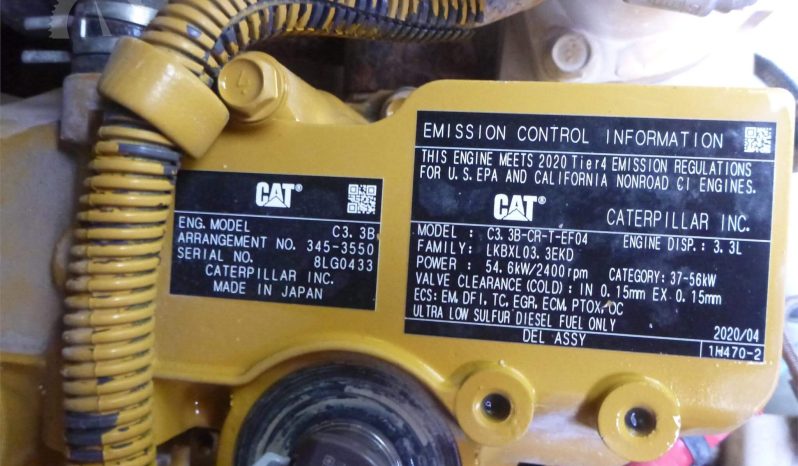 4
CAT®
ENG. MODEL C3.3B
ARRANGEMENT NO. 345-3550
SERIAL NO. 8LG0433
CATERPILLAR INC.
MADE IN JAPAN
EMISSION CONTROL INFORMATION
THIS ENGINE MEETS 2020 Tier4 EMISSION REGULATIONS
FOR U.S. EPA AND CALIFORNIA NONROAD CI ENGINES.
CAT® CATERPILLAR INC.
MODEL : C3.3B-CR-T-EF04 ENGINE DISP.: 3.3L
FAMILY: LKBXL03.3EKD
POWER : 54.6kW/2400rpm CATEGORY: 37-56kW
VALVE CLEARANCE (COLD) : IN 0.15mm EX 0.15mm
ECS: EM, DFI, TC, EGR, ECM, PTOX, OC
ULTRA LOW SULFUR DIESEL FUEL ONLY 2020/04
DEL ASSY 1H470-2